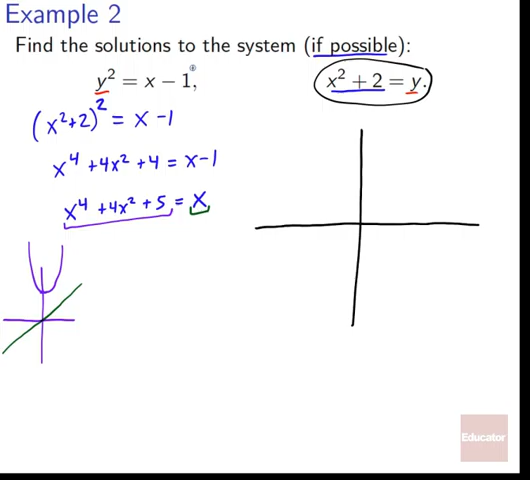 Example 2
Find the solutions to the system (if possible):
y² = x − 1, x² + 2 = y.
(x²+2)² = x −1
x⁴ +4x² +4 = x−1
x⁴ +4x² + 5 = x
Educator